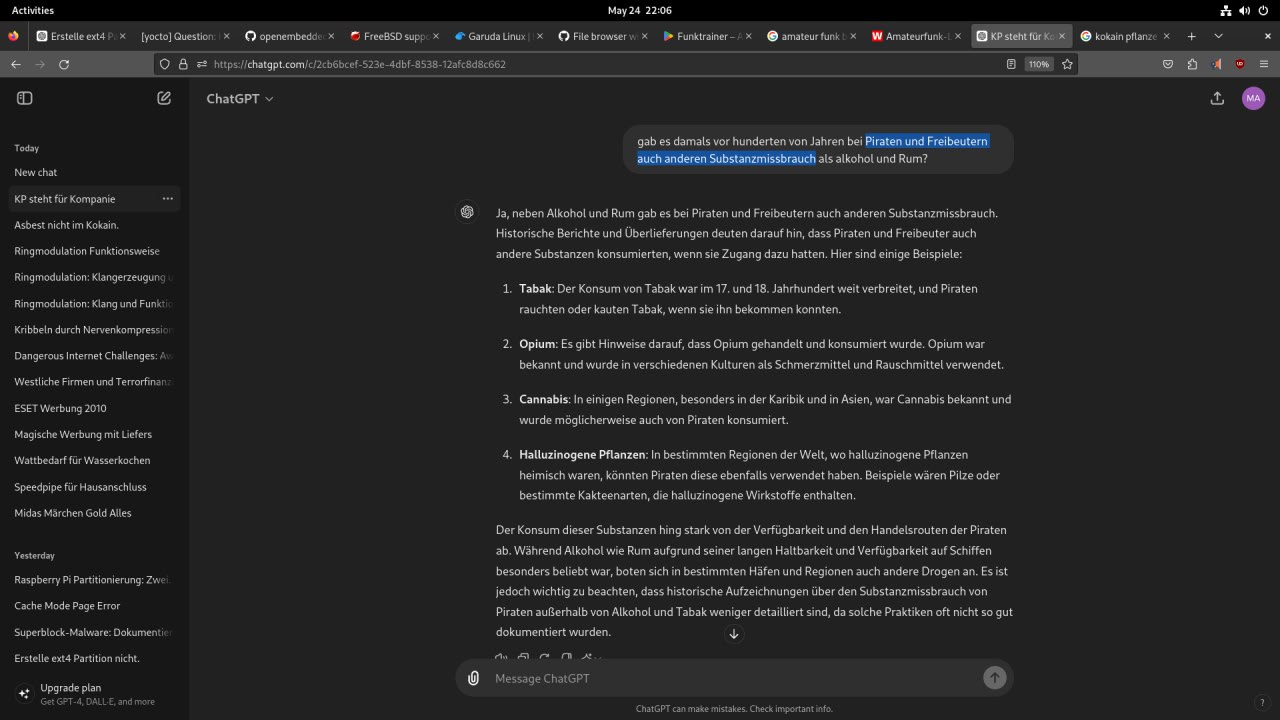 Activities
May 24 22:06
Erstelle ext4 Pa
[yocto] Question:
openembedded
FreeBSD suppo
Garuda Linux |
File browser wi
Funktrainer – A
amateur funk b
Amateurfunk-L
KP steht für Ko
kokain pflanze
https://chatgpt.com/c/2cb6bcef-523e-4dbf-8538-12afc8d8c662
110%
ChatGPT
MA
Today
New chat
KP steht für Kompanie
Asbest nicht im Kokain.
Ringmodulation Funktionsweise
Ringmodulation: Klangerzeugung u
Ringmodulation: Klang und Funktio
Kribbeln durch Nervenkompression
Dangerous Internet Challenges: Aw
Westliche Firmen und Terrorfinanz
ESET Werbung 2010
Magische Werbung mit Liefers
Wattbedarf für Wasserkochen
Speedpipe für Hausanschluss
Midas Märchen Gold Alles
Yesterday
Raspberry Pi Partitionierung: Zwei
Cache Mode Page Error
Superblock-Malware: Dokumentier
Erstelle ext4 Partition nicht.
Upgrade plan
Get GPT-4, DALL·E, and more
gab es damals vor hunderten von Jahren bei Piraten und Freibeutern
auch anderen Substanzmissbrauch als alkohol und Rum?
Ja, neben Alkohol und Rum gab es bei Piraten und Freibeutern auch anderen Substanzmissbrauch.
Historische Berichte und Überlieferungen deuten darauf hin, dass Piraten und Freibeuter auch
andere Substanzen konsumierten, wenn sie Zugang dazu hatten. Hier sind einige Beispiele:
1. Tabak: Der Konsum von Tabak war im 17. und 18. Jahrhundert weit verbreitet, und Piraten
rauchten oder kauten Tabak, wenn sie ihn bekommen konnten.
2. Opium: Es gibt Hinweise darauf, dass Opium gehandelt und konsumiert wurde. Opium war
bekannt und wurde in verschiedenen Kulturen als Schmerzmittel und Rauschmittel verwendet.
3. Cannabis: In einigen Regionen, besonders in der Karibik und in Asien, war Cannabis bekannt und
wurde möglicherweise auch von Piraten konsumiert.
4. Halluzinogene Pflanzen: In bestimmten Regionen der Welt, wo halluzinogene Pflanzen
heimisch waren, könnten Piraten diese ebenfalls verwendet haben. Beispiele wären Pilze oder
bestimmte Kakteenarten, die halluzinogene Wirkstoffe enthalten.
Der Konsum dieser Substanzen hing stark von der Verfügbarkeit und den Handelsrouten der Piraten
ab. Während Alkohol wie Rum aufgrund seiner langen Haltbarkeit und Verfügbarkeit auf Schiffen
besonders beliebt war, boten sich in bestimmten Häfen und Regionen auch andere Drogen an. Es ist
jedoch wichtig zu beachten, dass historische Aufzeichnungen über den Substanzmissbrauch von
Piraten außerhalb von Alkohol und Tabak weniger detailliert sind, da solche Praktiken oft nicht so gut
dokumentiert wurden.
Message ChatGPT
ChatGPT can make mistakes. Check important info.
?